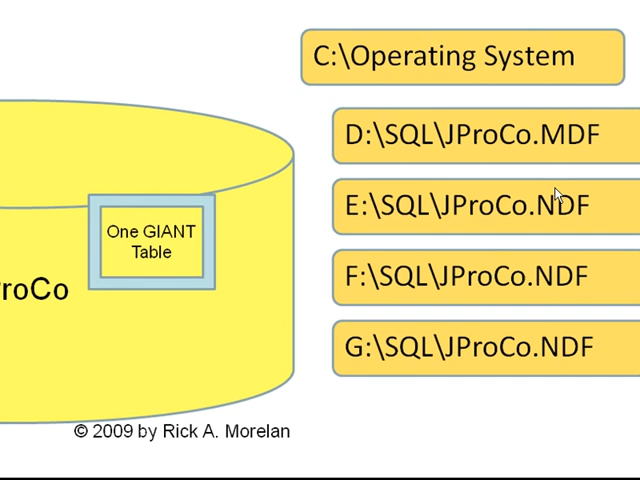 C:\Operating System
D:\SQL\JProCo.MDF
E:\SQL\JProCo.NDF
F:\SQL\JProCo.NDF
G:\SQL\JProCo.NDF
One GIANT
Table
roCo
© 2009 by Rick A. Morelan